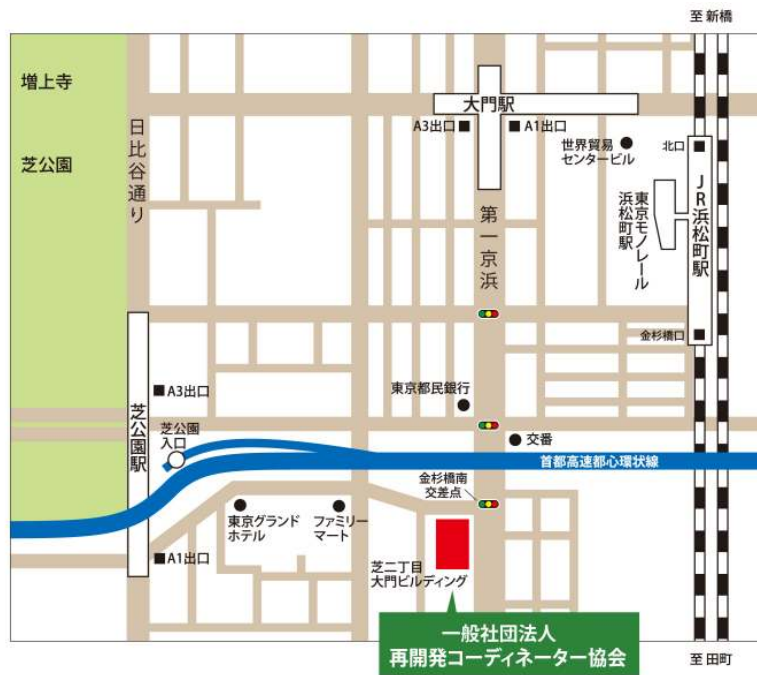 至 新橋
増上寺
芝公園
日比谷通り
大門駅
A3出口
A1出口
世界貿易
センタービル
北口
JR浜松町駅
東京モノレール
浜松町駅
第一京浜
金杉橋口
A3出口
東京都民銀行
芝公園
入口
芝公園駅
交番
首都高速都心環状線
金杉橋南
交差点
東京グランド
ホテル
ファミリー
マート
A1出口
芝二丁目
大門ビルディング
一般社団法人
再開発コーディネーター協会
至 田町